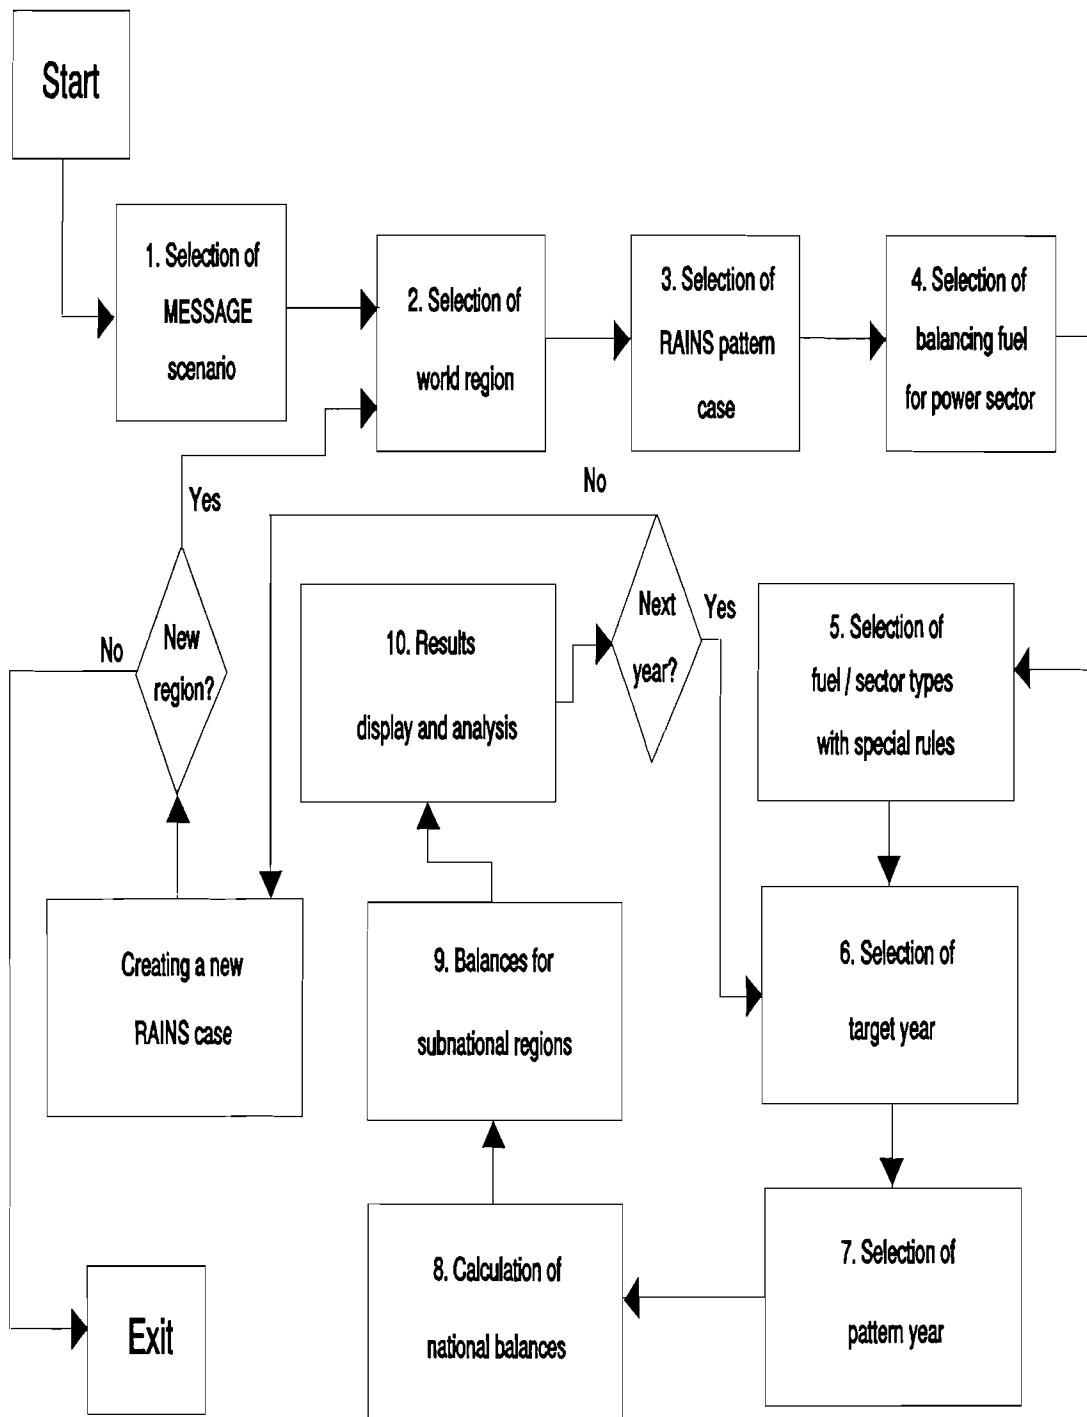 Start
1. Selection of
MESSAGE
scenario
2. Selection of
world region
3. Selection of
RAINS pattern
case
4. Selection of
balancing fuel
for power sector
Yes
No
New
region?
No
Next
year?
Yes
10. Results
display and analysis
5. Selection of
fuel / sector types
with special rules
Creating a new
RAINS case
9. Balances for
subnational regions
6. Selection of
target year
8. Calculation of
national balances
7. Selection of
pattern year
Exit